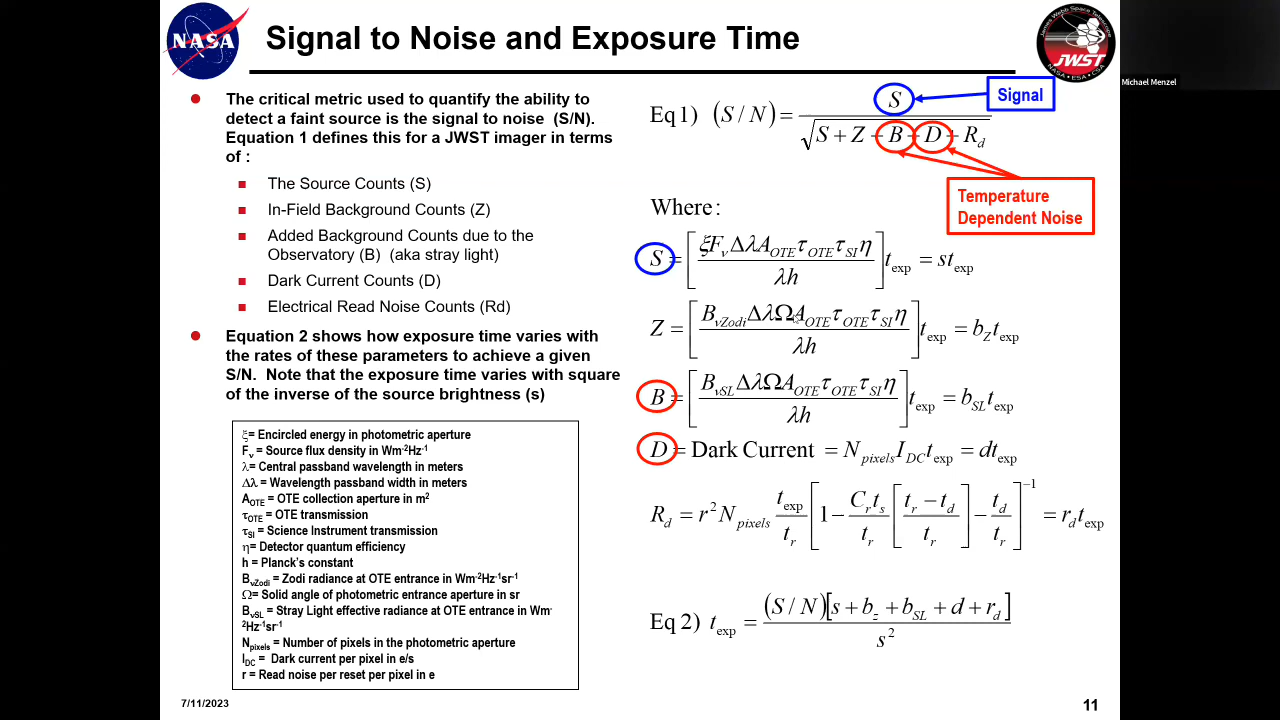 NASA
Signal to Noise and Exposure Time
James Webb Space Telescope
JWST
NASA • ESA • CSA
Michael Menzel
• The critical metric used to quantify the ability to
detect a faint source is the signal to noise (S/N).
Equation 1 defines this for a JWST imager in terms
of :
▪ The Source Counts (S)
▪ In-Field Background Counts (Z)
▪ Added Background Counts due to the
Observatory (B) (aka stray light)
▪ Dark Current Counts (D)
▪ Electrical Read Noise Counts (Rd)
• Equation 2 shows how exposure time varies with
the rates of these parameters to achieve a given
S/N. Note that the exposure time varies with square
of the inverse of the source brightness (s)
ξ= Encircled energy in photometric aperture
Fν = Source flux density in Wm⁻²Hz⁻¹
λ= Central passband wavelength in meters
Δλ = Wavelength passband width in meters
A_OTE = OTE collection aperture in m²
τ_OTE = OTE transmission
τ_SI = Science Instrument transmission
η= Detector quantum efficiency
h = Planck's constant
B_νZodi = Zodi radiance at OTE entrance in Wm⁻²Hz⁻¹sr⁻¹
Ω= Solid angle of photometric entrance aperture in sr
B_νSL = Stray Light effective radiance at OTE entrance in Wm⁻
²Hz⁻¹sr⁻¹
N_pixels = Number of pixels in the photometric aperture
I_DC = Dark current per pixel in e/s
r = Read noise per reset per pixel in e
Eq 1) (S / N) = S / √(S + Z + B + D + R_d)
Signal
Temperature
Dependent Noise
Where :
S = [ξF_ν Δλ A_OTE τ_OTE τ_SI η / λh] t_exp = st_exp
Z = [B_νZodi Δλ Ω A_OTE τ_OTE τ_SI η / λh] t_exp = b_Z t_exp
B = [B_νSL Δλ Ω A_OTE τ_OTE τ_SI η / λh] t_exp = b_SL t_exp
D = Dark Current = N_pixels I_DC t_exp = dt_exp
R_d = r² N_pixels t_exp / t_r [1 − C_r t_s / t_r [t_r − t_d / t_r] − t_d / t_r]⁻¹ = r_d t_exp
Eq 2) t_exp = (S / N)[s + b_z + b_SL + d + r_d] / s²
7/11/2023
11